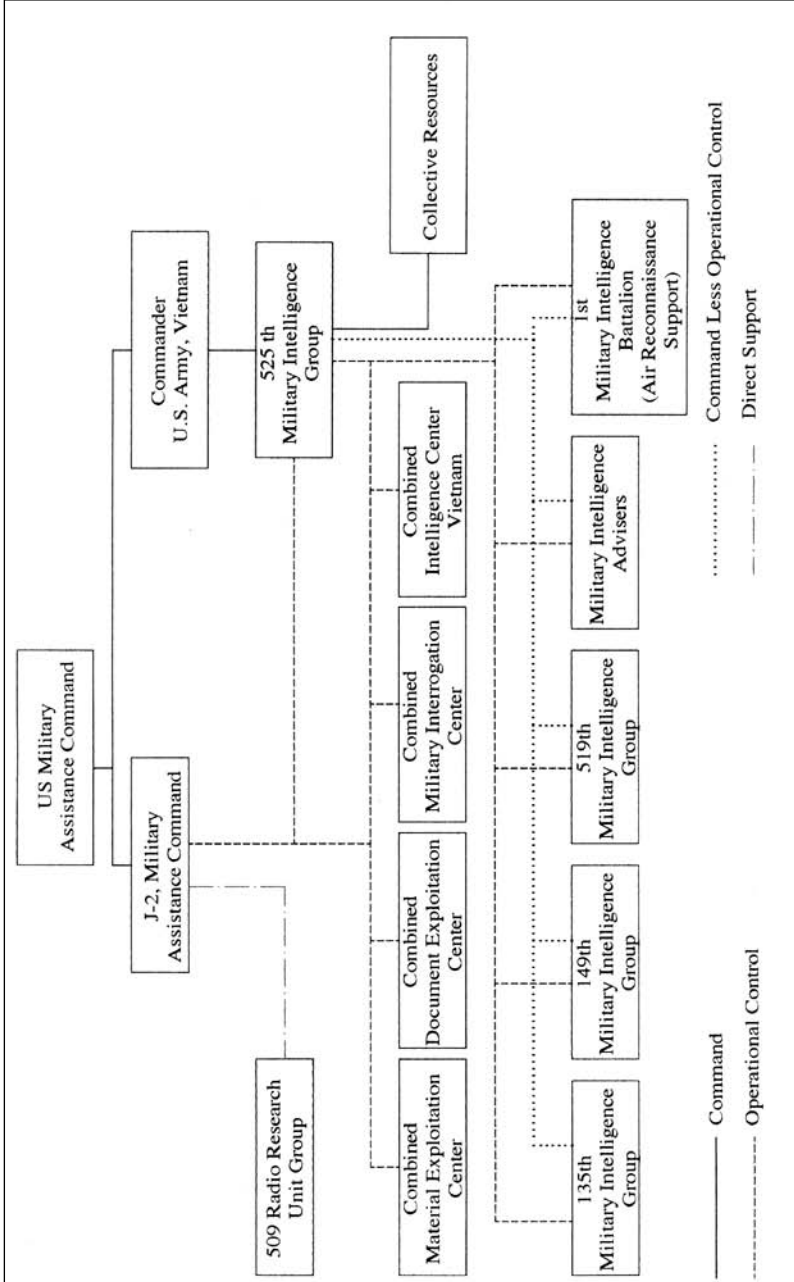 US Military
Assistance Command
J-2, Military
Assistance Command
Commander
U.S. Army, Vietnam
509 Radio Research
Unit Group
525 th
Military Intelligence
Group
Combined
Material Exploitation
Center
Combined
Document Exploitation
Center
Combined
Military Interrogation
Center
Combined
Intelligence Center
Vietnam
Collective Resources
135th
Military Intelligence
Group
149th
Military Intelligence
Group
519th
Military Intelligence
Group
Military Intelligence
Advisers
1st
Military Intelligence
Battalion
(Air Reconnaissance
Support)
Command
Operational Control
Command Less Operational Control
Direct Support